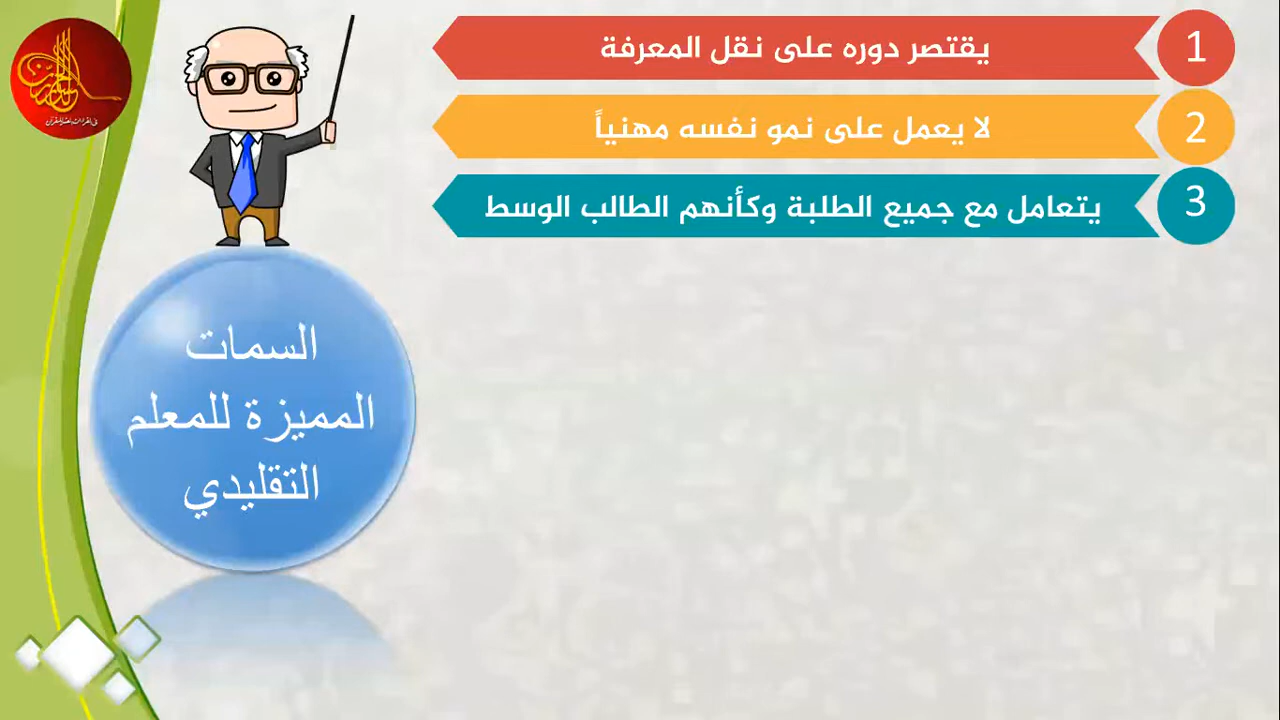 1
يقتصر دوره على نقل المعرفة
2
لا يعمل على نمو نفسه مهنياً
3
يتعامل مع جميع الطلبة وكأنهم الطالب الوسط
السمات
المميزة للمعلم
التقليدي